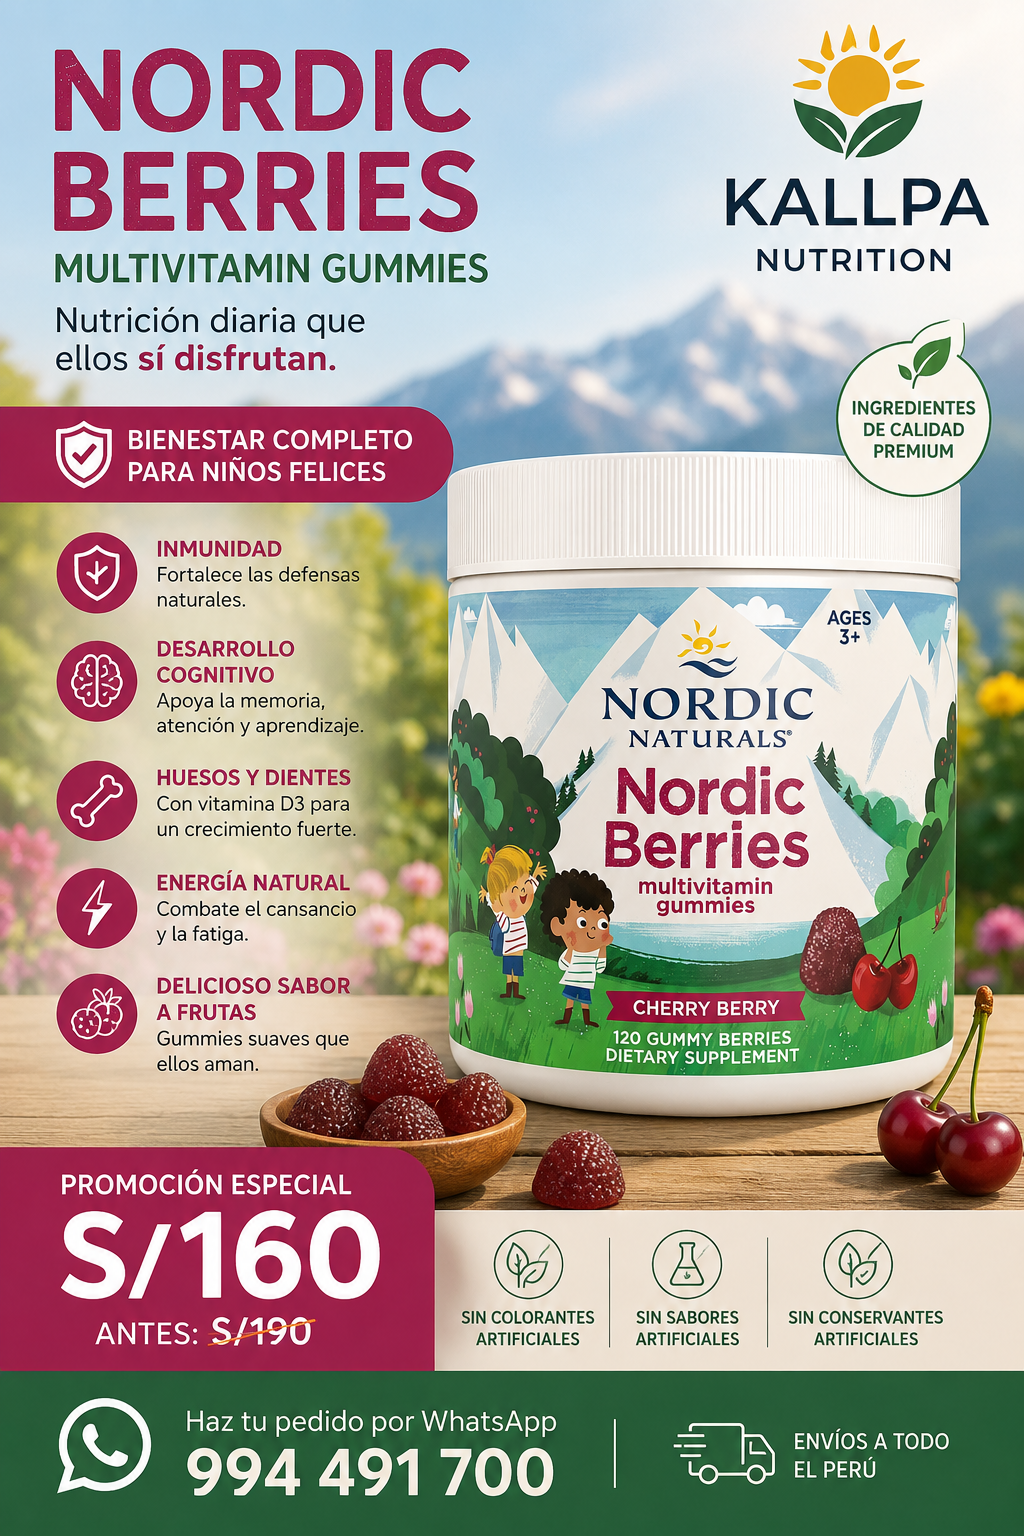 NORDIC
BERRIES
MULTIVITAMIN GUMMIES
Nutrición diaria que
ellos sí disfrutan.
KALLPA
NUTRITION
INGREDIENTES
DE CALIDAD
PREMIUM
BIENESTAR COMPLETO
PARA NIÑOS FELICES
INMUNIDAD
Fortalece las defensas
naturales.
DESARROLLO
COGNITIVO
Apoya la memoria,
atención y aprendizaje.
HUESOS Y DIENTES
Con vitamina D3 para
un crecimiento fuerte.
ENERGÍA NATURAL
Combate el cansancio
y la fatiga.
DELICIOSO SABOR
A FRUTAS
Gummies suaves que
ellos aman.
AGES
3+
NORDIC
NATURALS®
Nordic
Berries
multivitamin
gummies
CHERRY BERRY
120 GUMMY BERRIES
DIETARY SUPPLEMENT
PROMOCIÓN ESPECIAL
S/160
ANTES: S/190
SIN COLORANTES
ARTIFICIALES
SIN SABORES
ARTIFICIALES
SIN CONSERVANTES
ARTIFICIALES
Haz tu pedido por WhatsApp
994 491 700
ENVÍOS A TODO
EL PERÚ